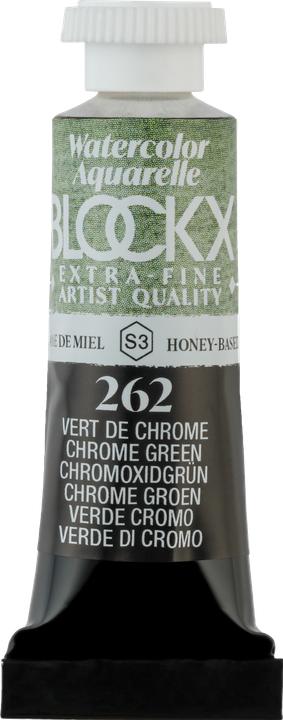 Watercolor
Aquarelle
BLOCKX
EXTRA-FINE
ARTIST QUALITY
DE MIEL S3 HONEY-BASE
262
VERT DE CHROME
CHROME GREEN
CHROMOXIDGRÜN
CHROME GROEN
VERDE CROMO
VERDE DI CROMO